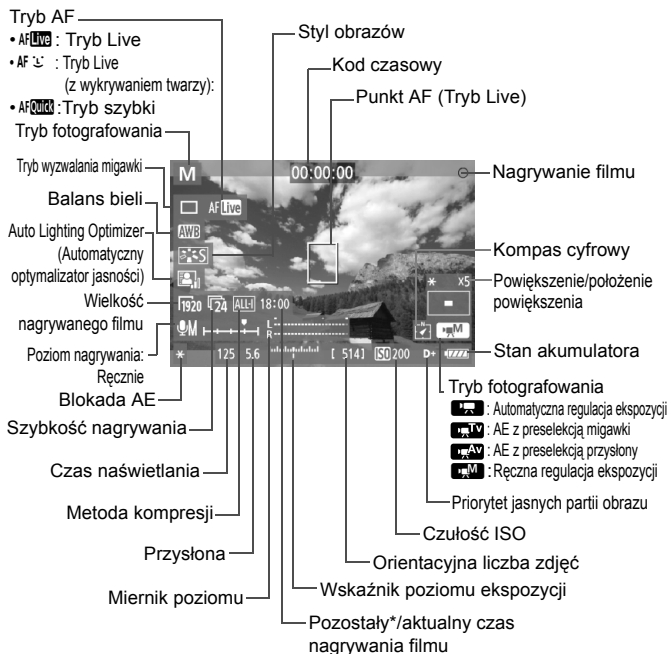 Tryb AF
• AF Live : Tryb Live
• AF : Tryb Live
(z wykrywaniem twarzy):
• AF Quick : Tryb szybki
Tryb fotografowania
Tryb wyzwalania migawki
Balans bieli
Auto Lighting Optimizer
(Automatyczny
optymalizator jasności)
Wielkość
nagrywanego filmu
Poziom nagrywania:
Ręcznie
Blokada AE
Szybkość nagrywania
Czas naświetlania
Metoda kompresji
Przysłona
Miernik poziomu
Styl obrazów
Kod czasowy
Punkt AF (Tryb Live)
M
00:00:00
AF Live
AWB
S
1920
24
ALL-I
18:00
M
L
R
* 125 5.6 [ 514] ISO 200 D+
* x5
M
Nagrywanie filmu
Kompas cyfrowy
Powiększenie/położenie
powiększenia
Stan akumulatora
Tryb fotografowania
: Automatyczna regulacja ekspozycji
Tv : AE z preselekcją migawki
Av : AE z preselekcją przysłony
M : Ręczna regulacja ekspozycji
Priorytet jasnych partii obrazu
Czułość ISO
Orientacyjna liczba zdjęć
Wskaźnik poziomu ekspozycji
Pozostały*/aktualny czas
nagrywania filmu